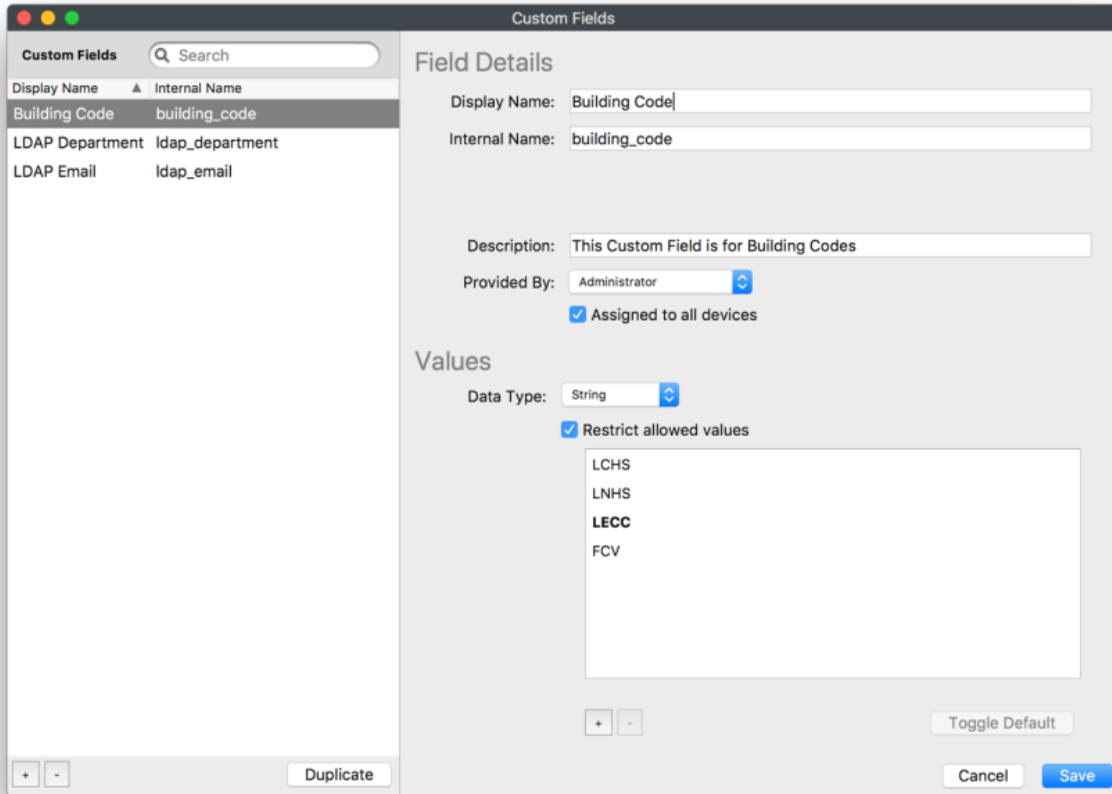 Custom Fields
Custom Fields
Search
Display Name
Internal Name
Building Code
building_code
LDAP Department
ldap_department
LDAP Email
ldap_email
+
-
Duplicate
Field Details
Display Name: Building Code
Internal Name: building_code
Description: This Custom Field is for Building Codes
Provided By: Administrator
Assigned to all devices
Values
Data Type: String
Restrict allowed values
LCHS
LNHS
LECC
FCV
+
-
Toggle Default
Cancel
Save